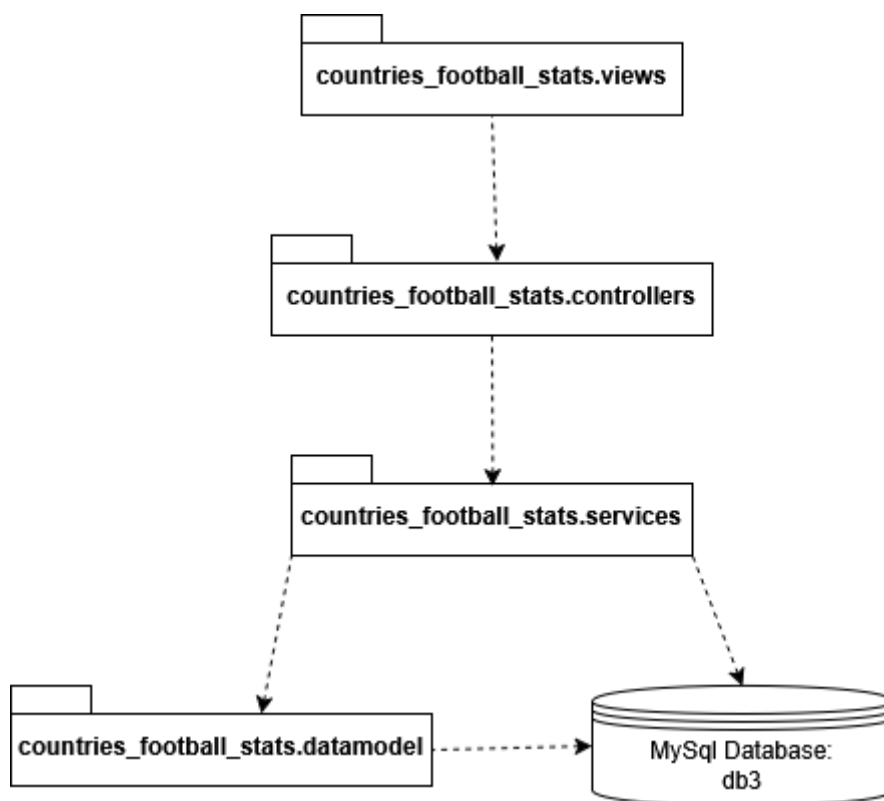 countries_football_stats.views
countries_football_stats.controllers
countries_football_stats.services
countries_football_stats.datamodel
MySql Database:
db3